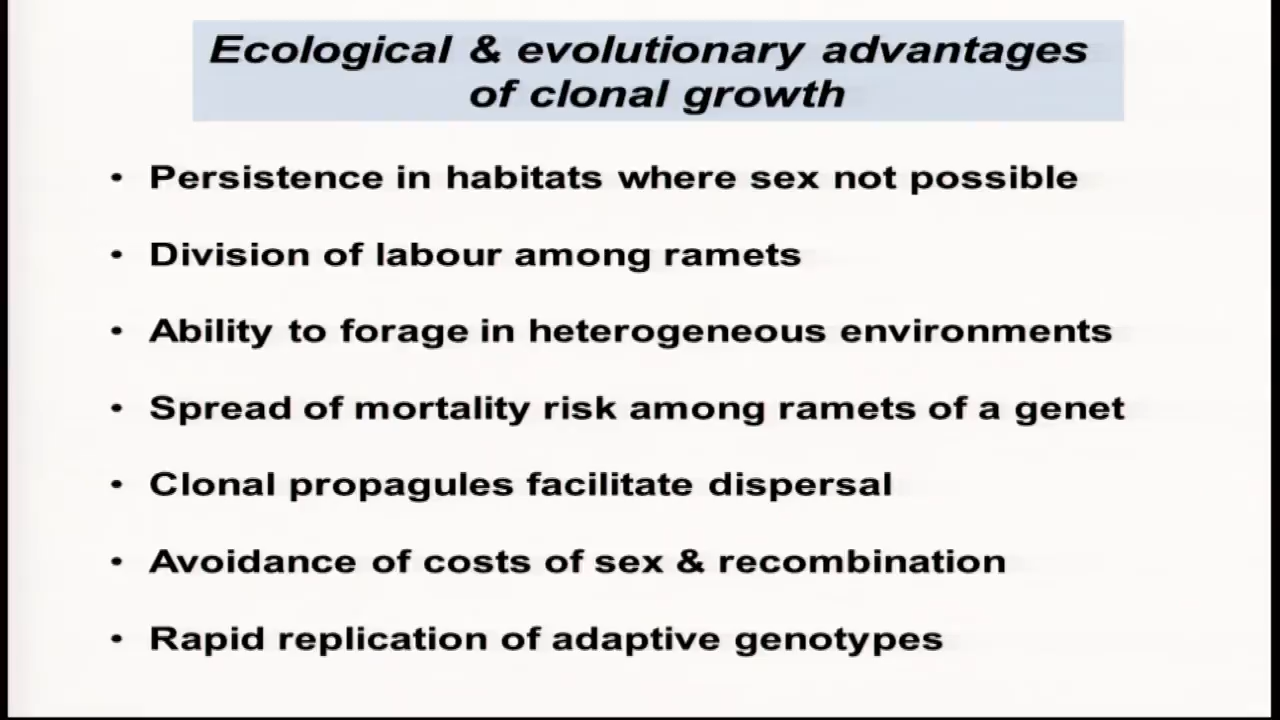 Ecological & evolutionary advantages
of clonal growth
• Persistence in habitats where sex not possible
• Division of labour among ramets
• Ability to forage in heterogeneous environments
• Spread of mortality risk among ramets of a genet
• Clonal propagules facilitate dispersal
• Avoidance of costs of sex & recombination
• Rapid replication of adaptive genotypes